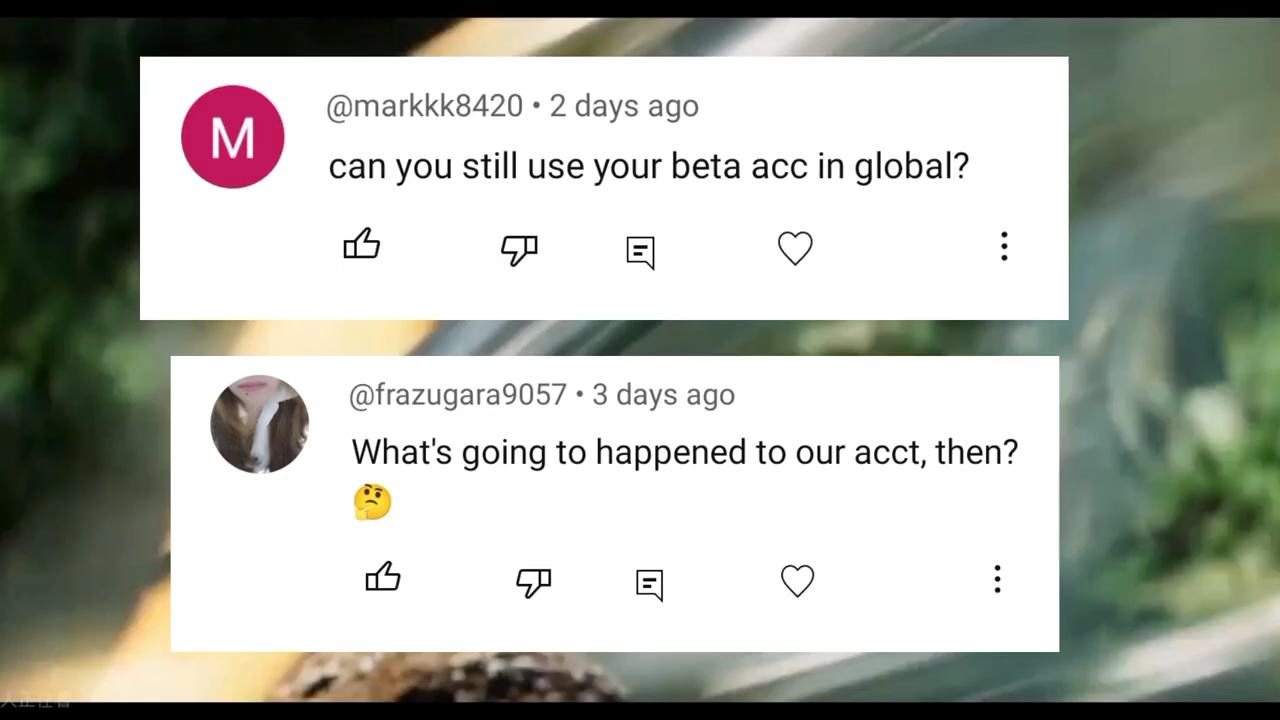 M
@markkk8420 • 2 days ago
can you still use your beta acc in global?
@frazugara9057 • 3 days ago
What's going to happened to our acct, then?
🤔